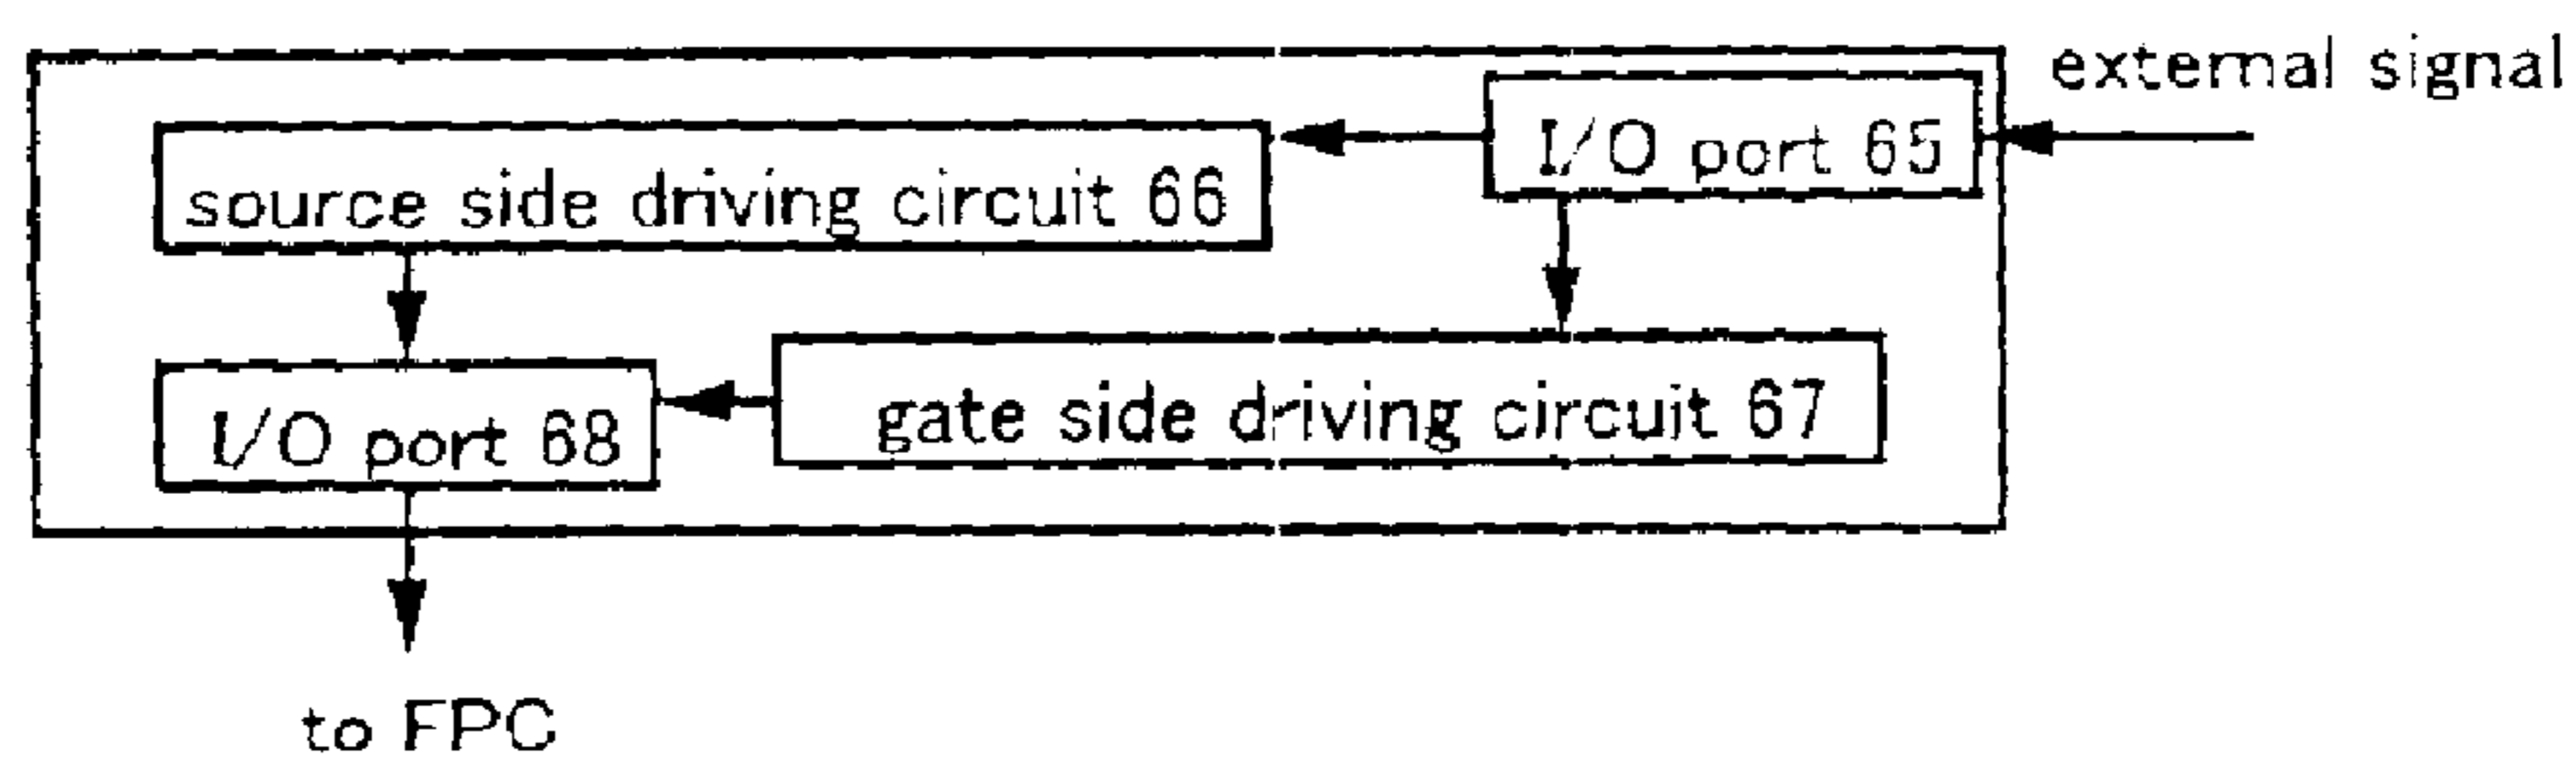 external signal
I/O port 65
source side driving circuit 66
gate side driving circuit 67
I/O port 68
to FPC